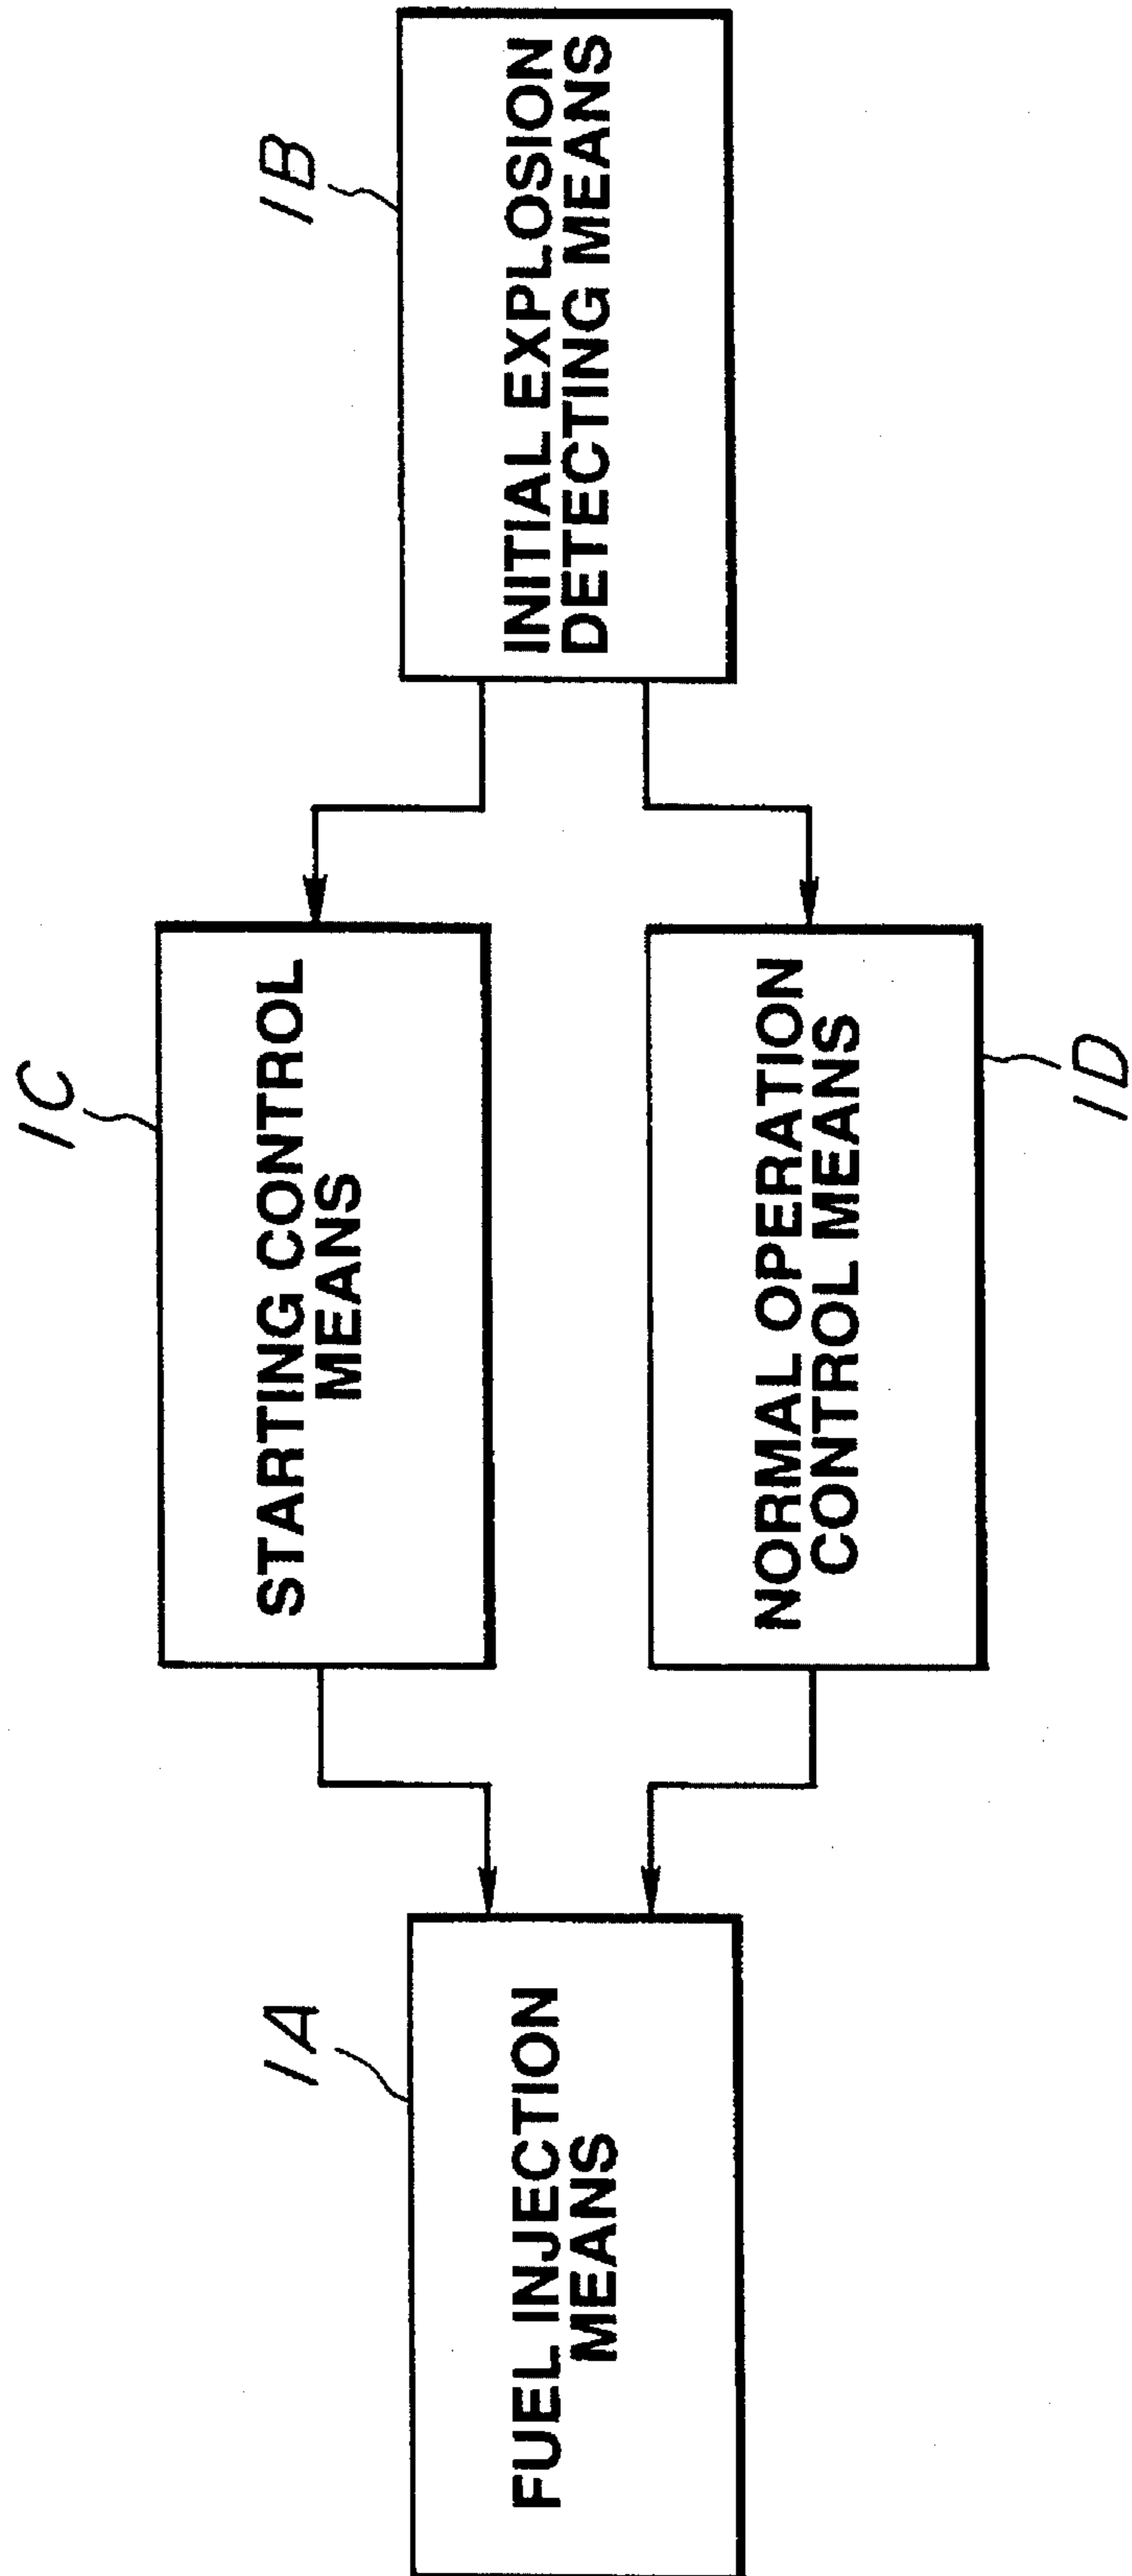 1C
STARTING CONTROL
MEANS
1A
FUEL INJECTION
MEANS
1B
INITIAL EXPLOSION
DETECTING MEANS
NORMAL OPERATION
CONTROL MEANS
1D